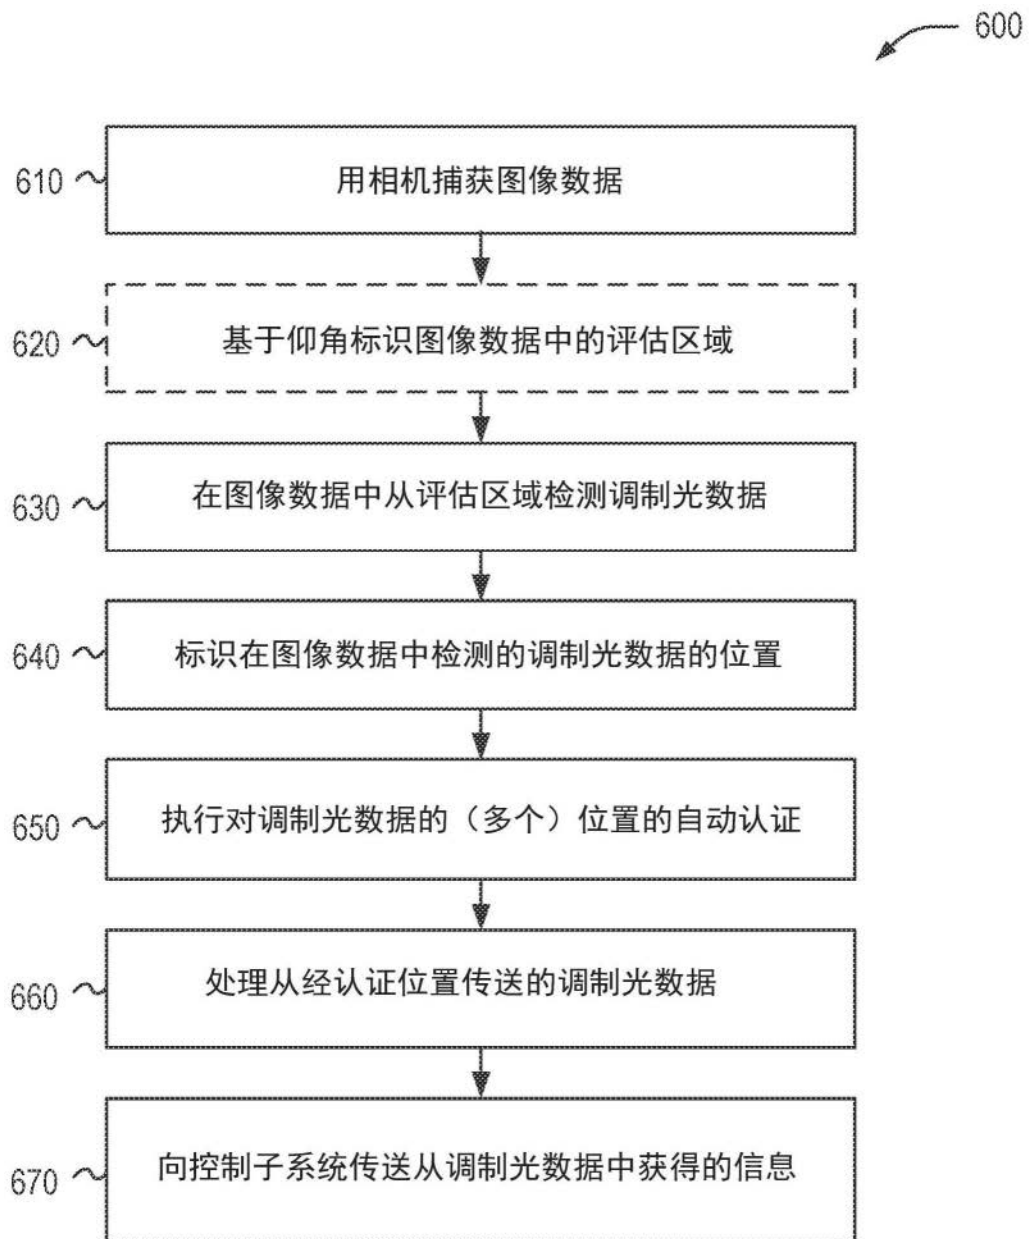 600
610
用相机捕获图像数据
620
基于仰角标识图像数据中的评估区域
630
在图像数据中从评估区域检测调制光数据
640
标识在图像数据中检测的调制光数据的位置
650
执行对调制光数据的（多个）位置的自动认证
660
处理从经认证位置传送的调制光数据
670
向控制子系统传送从调制光数据中获得的信息